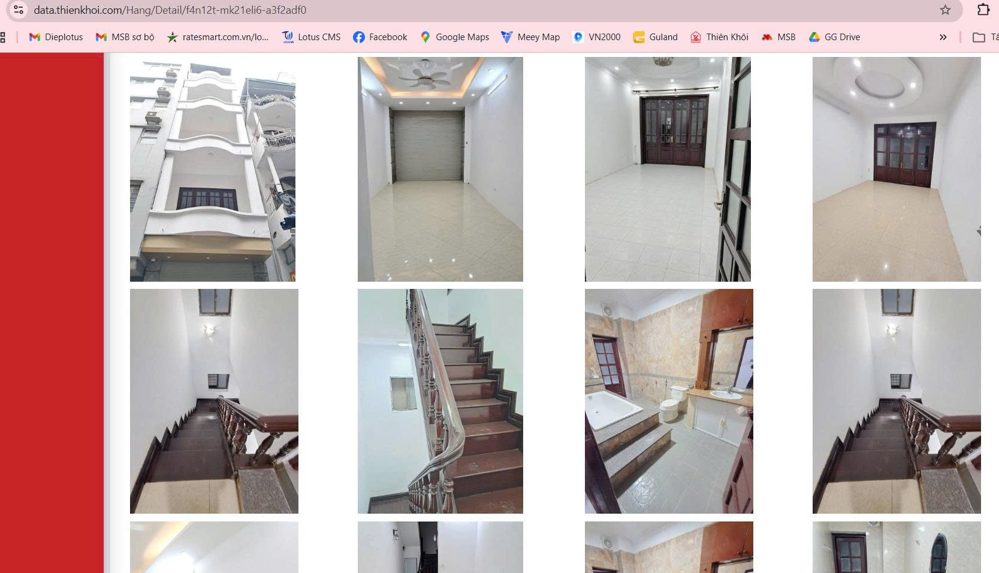 data.thienkhoi.com/Hang/Detail/f4n12t-mk21eli6-a3f2adf0
Dieplotus MSB sơ bộ ratesmart.com.vn/lo... Lotus CMS Facebook Google Maps Meey Map VN2000 Guland Thiên Khôi MSB GG Drive »